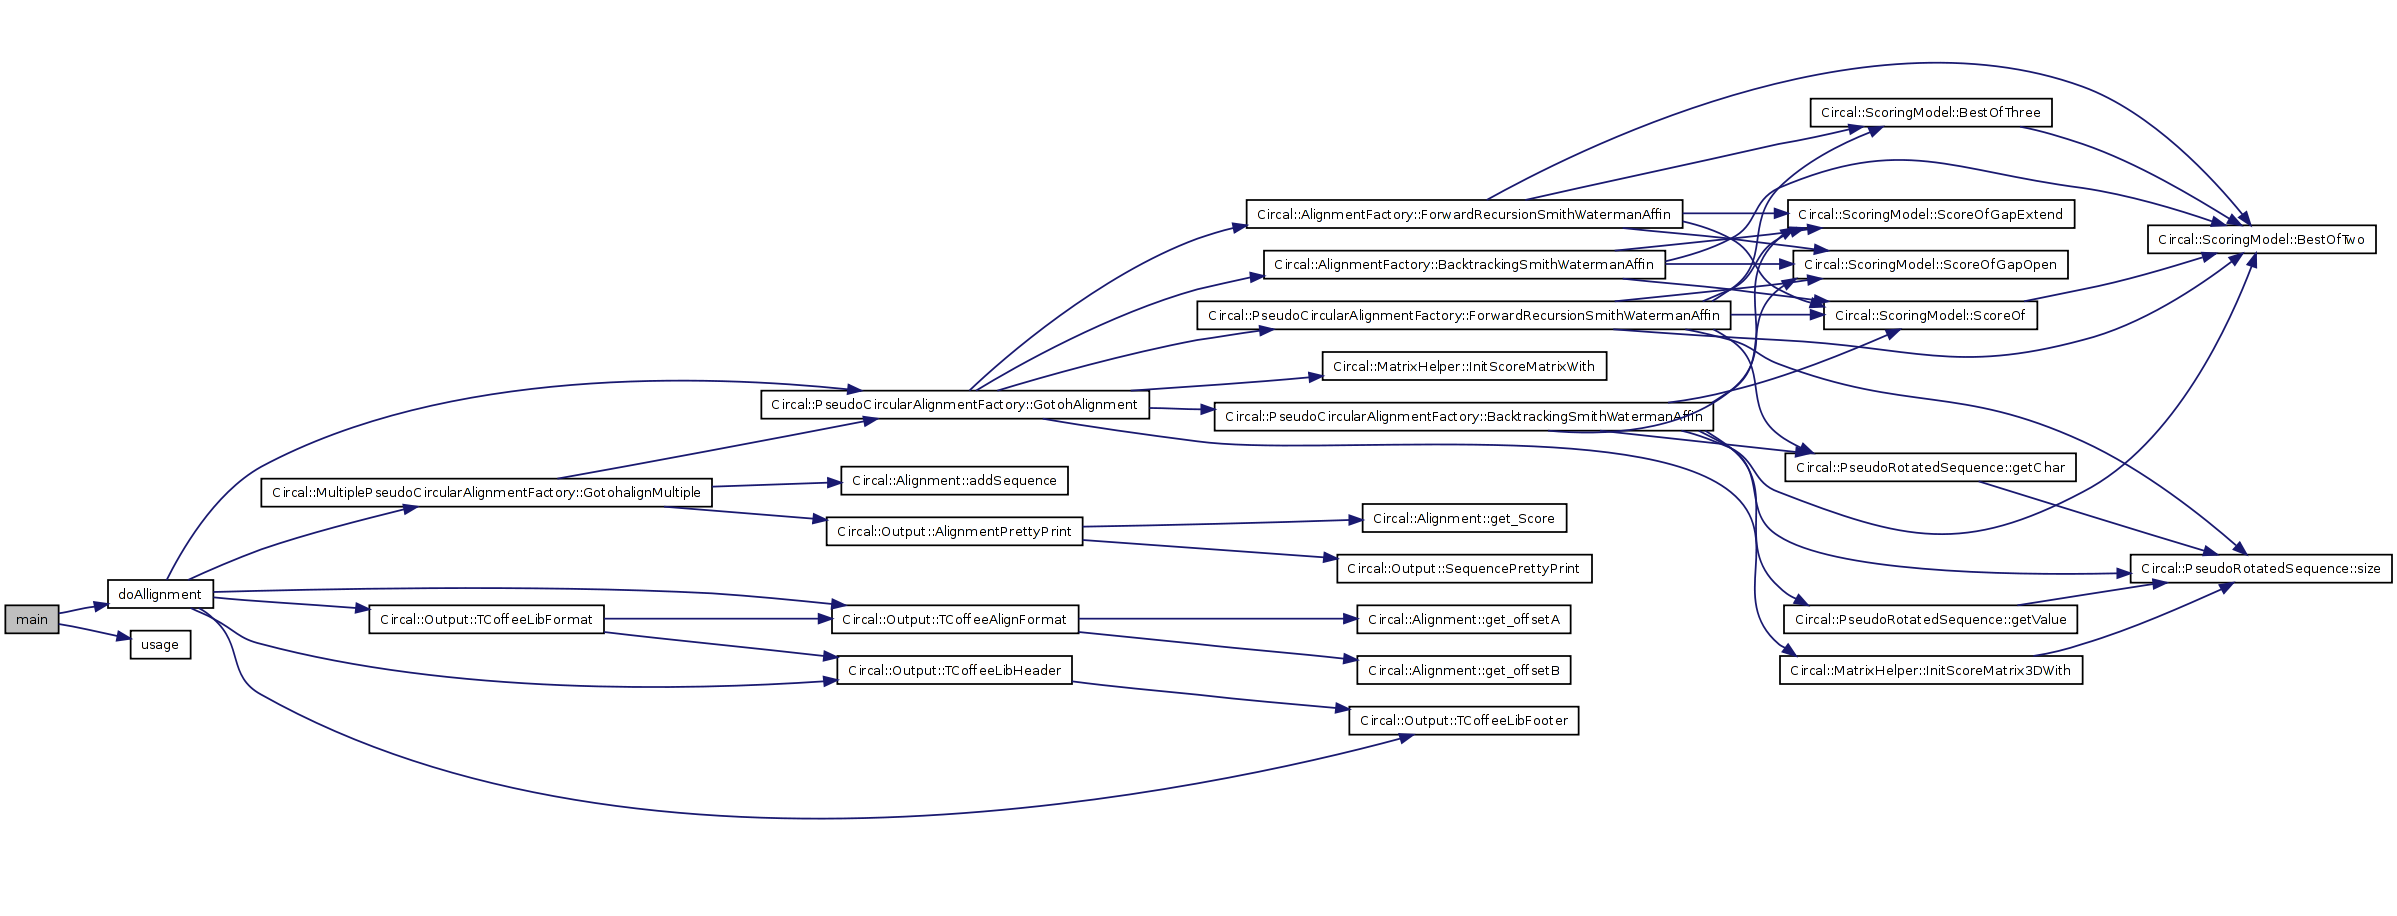 main
doAllignment
usage
Circal::MultiplePseudoCircularAlignmentFactory::GotohalignMultiple
Circal::Output::TCoffeeLibFormat
Circal::PseudoCircularAlignmentFactory::GotohAlignment
Circal::Alignment::addSequence
Circal::Output::AlignmentPrettyPrint
Circal::Output::TCoffeeAlignFormat
Circal::Output::TCoffeeLibHeader
Circal::AlignmentFactory::ForwardRecursionSmithWatermanAffin
Circal::AlignmentFactory::BacktrackingSmithWatermanAffin
Circal::PseudoCircularAlignmentFactory::ForwardRecursionSmithWatermanAffin
Circal::MatrixHelper::InitScoreMatrixWith
Circal::PseudoCircularAlignmentFactory::BacktrackingSmithWatermanAffin
Circal::Alignment::get_Score
Circal::Output::SequencePrettyPrint
Circal::Alignment::get_offsetA
Circal::Alignment::get_offsetB
Circal::Output::TCoffeeLibFooter
Circal::ScoringModel::BestOfThree
Circal::ScoringModel::ScoreOfGapExtend
Circal::ScoringModel::ScoreOfGapOpen
Circal::ScoringModel::ScoreOf
Circal::PseudoRotatedSequence::getChar
Circal::PseudoRotatedSequence::getValue
Circal::MatrixHelper::InitScoreMatrix3DWith
Circal::ScoringModel::BestOfTwo
Circal::PseudoRotatedSequence::size